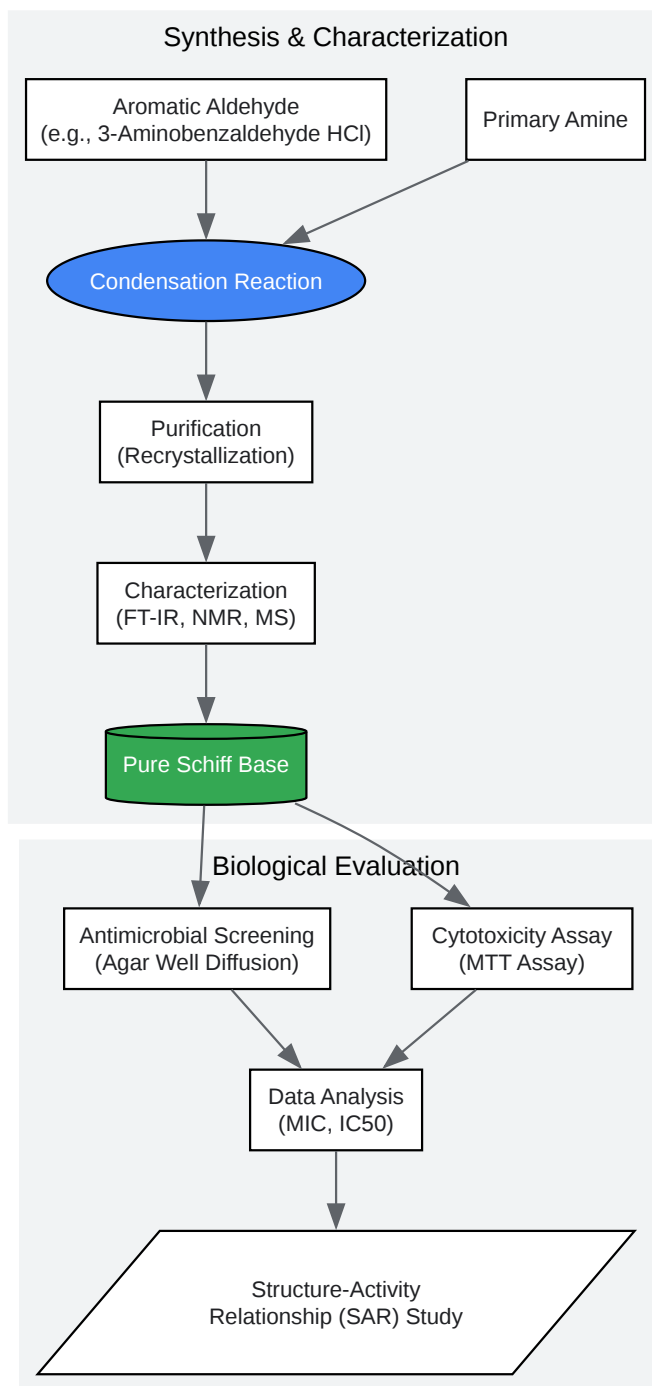 Synthesis & Characterization
Aromatic Aldehyde
(e.g., 3-Aminobenzaldehyde HCl)
Primary Amine
Condensation Reaction
Purification
(Recrystallization)
Characterization
(FT-IR, NMR, MS)
Pure Schiff Base
Biological Evaluation
Antimicrobial Screening
(Agar Well Diffusion)
Cytotoxicity Assay
(MTT Assay)
Data Analysis
(MIC, IC50)
Structure-Activity
Relationship (SAR) Study